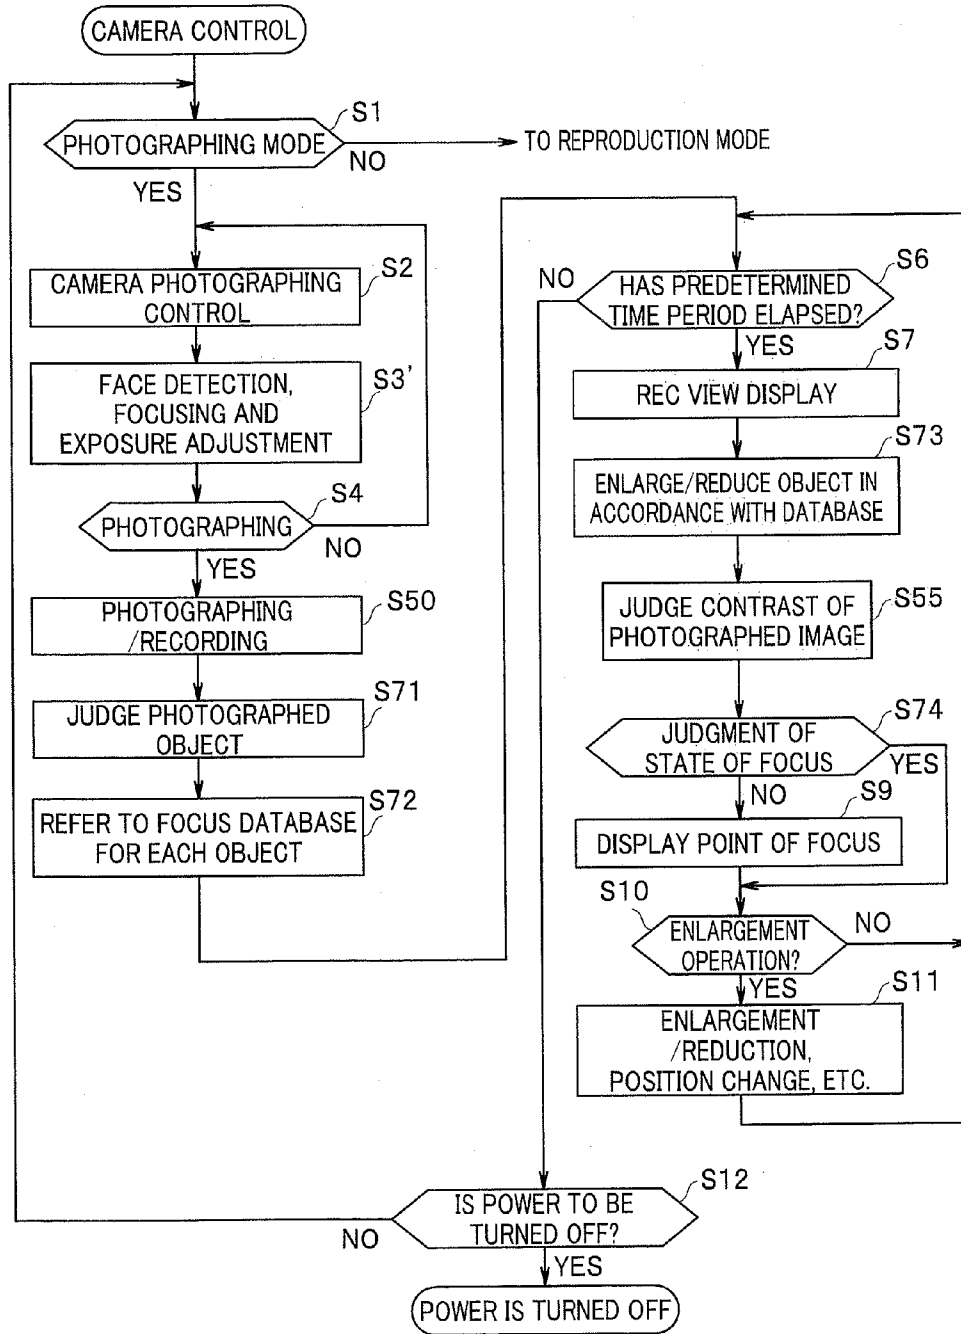 CAMERA CONTROL
S1
PHOTOGRAPHING MODE
NO
TO REPRODUCTION MODE
YES
S2
CAMERA PHOTOGRAPHING
CONTROL
S3'
FACE DETECTION,
FOCUSING AND
EXPOSURE ADJUSTMENT
S4
PHOTOGRAPHING
NO
YES
S50
PHOTOGRAPHING
/RECORDING
S71
JUDGE PHOTOGRAPHED
OBJECT
S72
REFER TO FOCUS DATABASE
FOR EACH OBJECT
S6
NO
HAS PREDETERMINED
TIME PERIOD ELAPSED?
YES
S7
REC VIEW DISPLAY
S73
ENLARGE/REDUCE OBJECT IN
ACCORDANCE WITH DATABASE
S55
JUDGE CONTRAST OF
PHOTOGRAPHED IMAGE
S74
JUDGMENT OF
STATE OF FOCUS
YES
NO
S9
DISPLAY POINT OF FOCUS
S10
ENLARGEMENT
OPERATION?
NO
YES
S11
ENLARGEMENT
/REDUCTION,
POSITION CHANGE, ETC.
S12
IS POWER TO BE
TURNED OFF?
NO
YES
POWER IS TURNED OFF